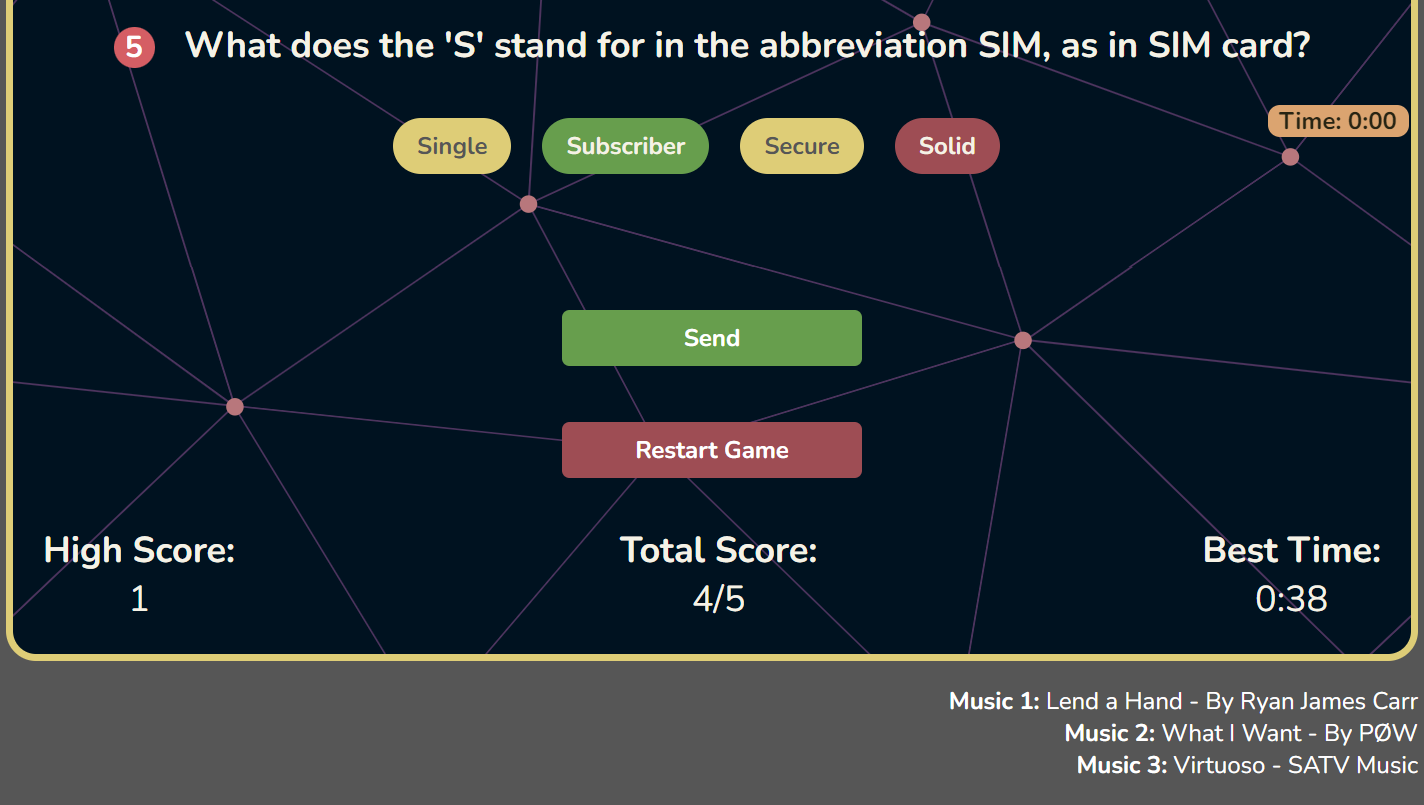 5 What does the 'S' stand for in the abbreviation SIM, as in SIM card?
Time: 0:00
Single Subscriber Secure Solid
Send
Restart Game
High Score: Total Score: Best Time:
1 4/5 0:38
Music 1: Lend a Hand - By Ryan James Carr
Music 2: What I Want - By PØW
Music 3: Virtuoso - SATV Music